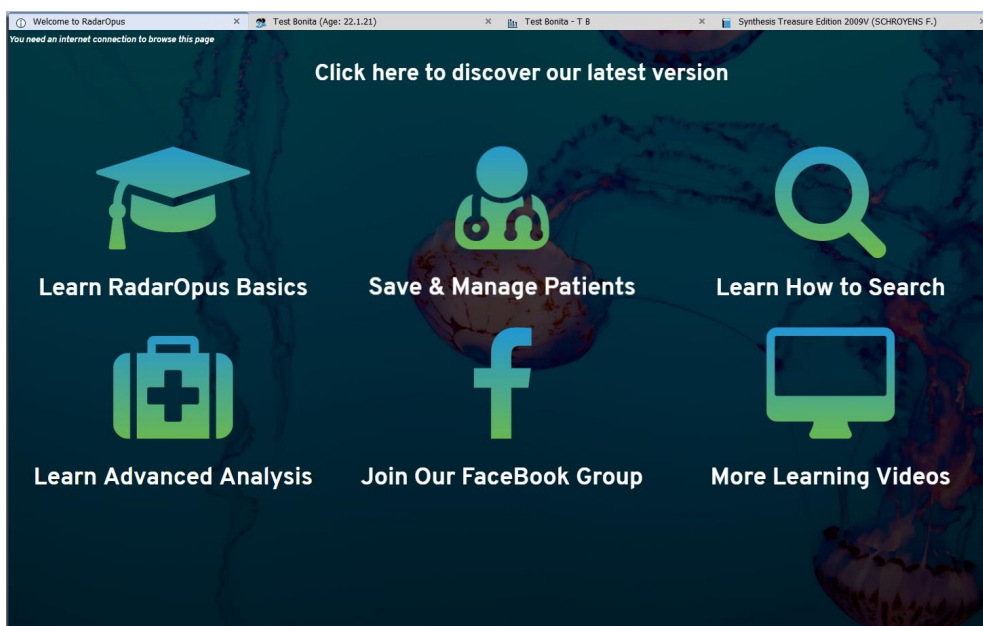 Welcome to RadarOpus
Test Bonita (Age: 22.1.21)
Test Bonita - T B
Synthesis Treasure Edition 2009V (SCHROYENS F.)
You need an internet connection to browse this page
Click here to discover our latest version
Learn RadarOpus Basics
Save & Manage Patients
Learn How to Search
Learn Advanced Analysis
Join Our FaceBook Group
More Learning Videos